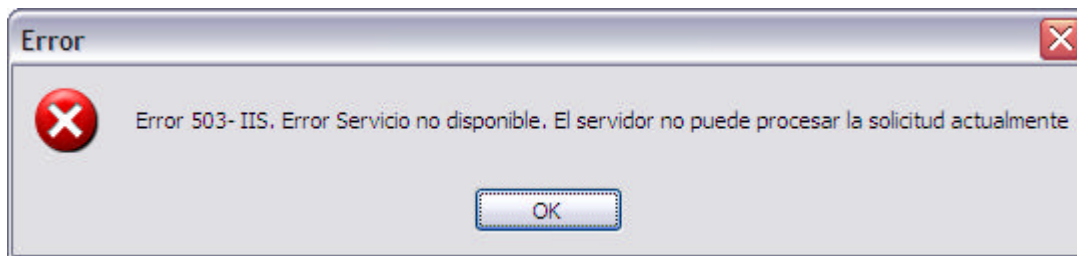 Error
Error 503- IIS. Error Servicio no disponible. El servidor no puede procesar la solicitud actualmente
OK